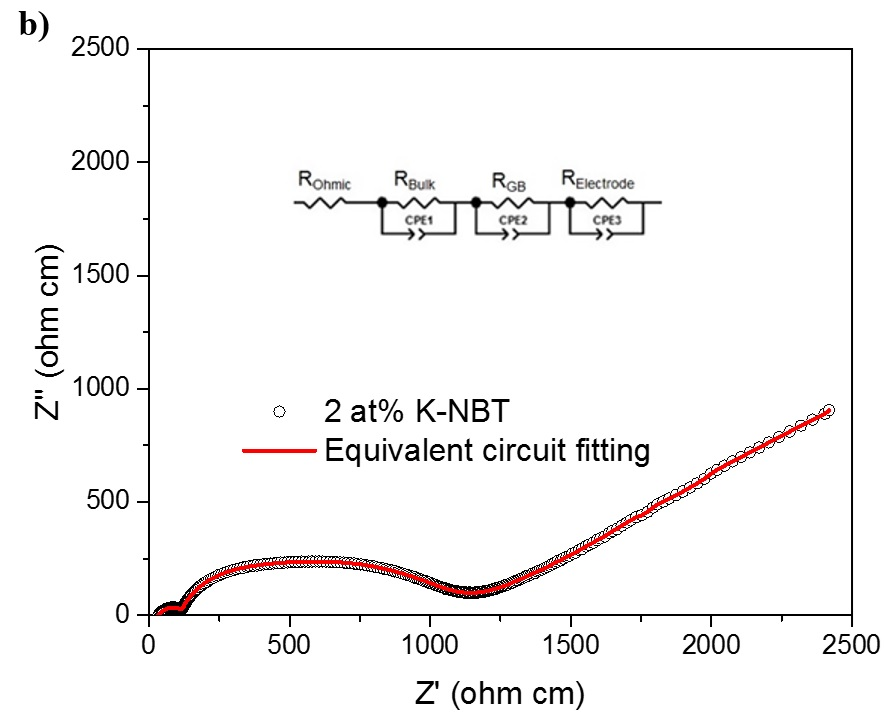 b)
2500
2000
1500
1000
500
0
Z'' (ohm cm)
R_Ohmic R_Bulk R_GB R_Electrode
CPE1 CPE2 CPE3
2 at% K-NBT
Equivalent circuit fitting
0 500 1000 1500 2000 2500
Z' (ohm cm)